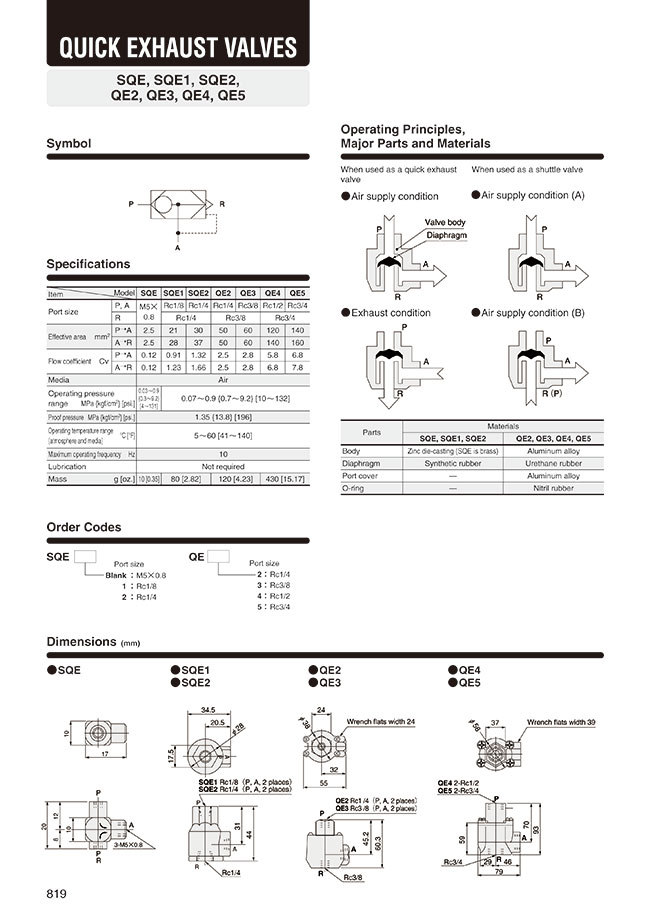 QUICK EXHAUST VALVES
SQE, SQE1, SQE2,
QE2, QE3, QE4, QE5
Symbol
P
R
A
Specifications
Item Model SQE SQE1 SQE2 QE2 QE3 QE4 QE5
Port size P, A M5× 0.8 Rc1/8 Rc1/4 Rc1/4 Rc3/8 Rc1/2 Rc3/4
R Rc1/4 Rc3/8 Rc3/4
Effective area mm² P→A 2.5 21 30 50 60 120 140
A→R 2.5 28 37 50 60 140 160
Flow coefficient Cv P→A 0.12 0.91 1.32 2.5 2.8 5.8 6.8
A→R 0.12 1.23 1.66 2.5 2.8 6.8 7.8
Media Air
Operating pressure
range MPa {kgf/cm²} [psi.] 0.03～0.9 {0.3～9.2} [4～131] 0.07～0.9 {0.7～9.2} [10～132]
Proof pressure MPa {kgf/cm²} [psi.] 1.35 {13.8} [196]
Operating temperature range
(atmosphere and media) °C [°F] 5～60 [41～140]
Maximum operating frequency Hz 10
Lubrication Not required
Mass g [oz.] 10 [0.35] 80 [2.82] 120 [4.23] 430 [15.17]
Order Codes
SQE
Port size
Blank : M5×0.8
1 : Rc1/8
2 : Rc1/4
QE
Port size
2 : Rc1/4
3 : Rc3/8
4 : Rc1/2
5 : Rc3/4
Operating Principles,
Major Parts and Materials
When used as a quick exhaust
valve
●Air supply condition
P
Valve body
Diaphragm
A
R
●Exhaust condition
P
A
R
When used as a shuttle valve
●Air supply condition (A)
P
A
R
●Air supply condition (B)
P
A
R (P)
Parts Materials
SQE, SQE1, SQE2 QE2, QE3, QE4, QE5
Body Zinc die-casting (SQE is brass) Aluminum alloy
Diaphragm Synthetic rubber Urethane rubber
Port cover — Aluminum alloy
O-ring — Nitril rubber
Dimensions (mm)
●SQE
10
17
P
20
12
8
10
A
3-M5×0.8
P
R
●SQE1
●SQE2
34.5
20.5
φ28
17.5
SQE1 Rc1/8 (P, A, 2 places)
SQE2 Rc1/4 (P, A, 2 places)
P
31
44
A
R
Rc1/4
●QE2
●QE3
24
φ38
Wrench flats width 24
32
55
QE2 Rc1/4 (P, A, 2 places)
QE3 Rc3/8 (P, A, 2 places)
P
45.2
60.3
A
R
Rc3/8
●QE4
●QE5
37
φ56
Wrench flats width 39
QE4 2-Rc1/2
QE5 2-Rc3/4
P
59
70
93
A
Rc3/4
R
29
46
79
819